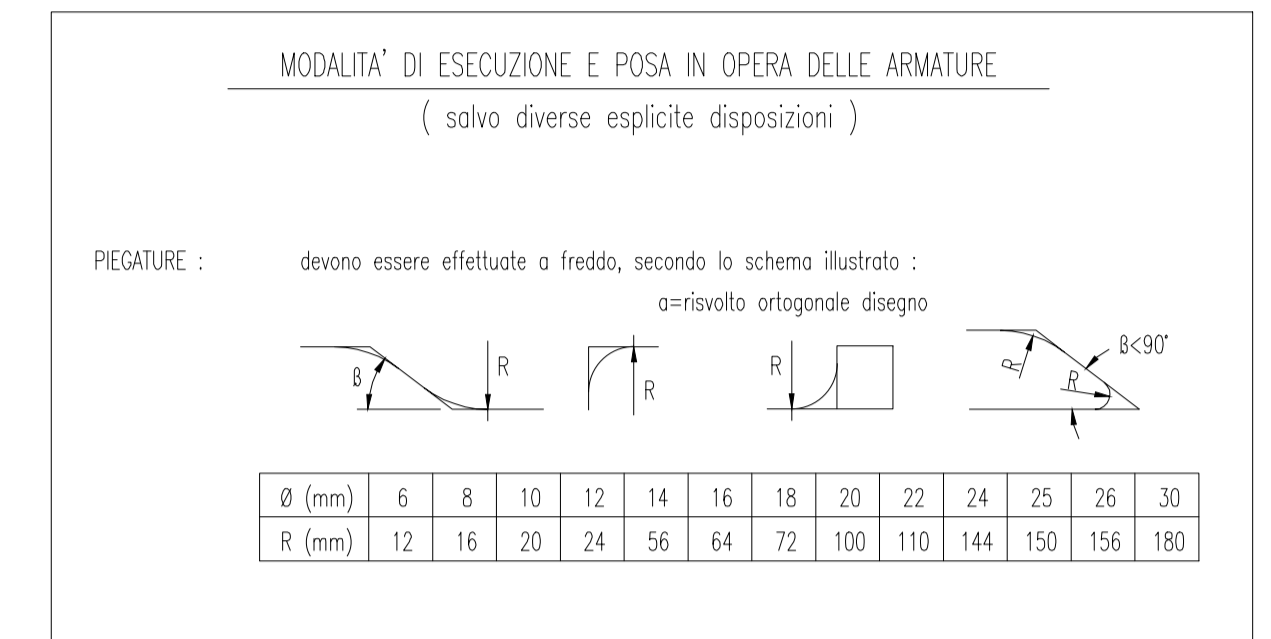 MODALITA' DI ESECUZIONE E POSA IN OPERA DELLE ARMATURE
( salvo diverse esplicite disposizioni )
PIEGATURE : devono essere effettuate a freddo, secondo lo schema illustrato :
a=risvolto ortogonale disegno
ß R R R R R ß<90°
Ø (mm) 6 8 10 12 14 16 18 20 22 24 25 26 30
R (mm) 12 16 20 24 56 64 72 100 110 144 150 156 180